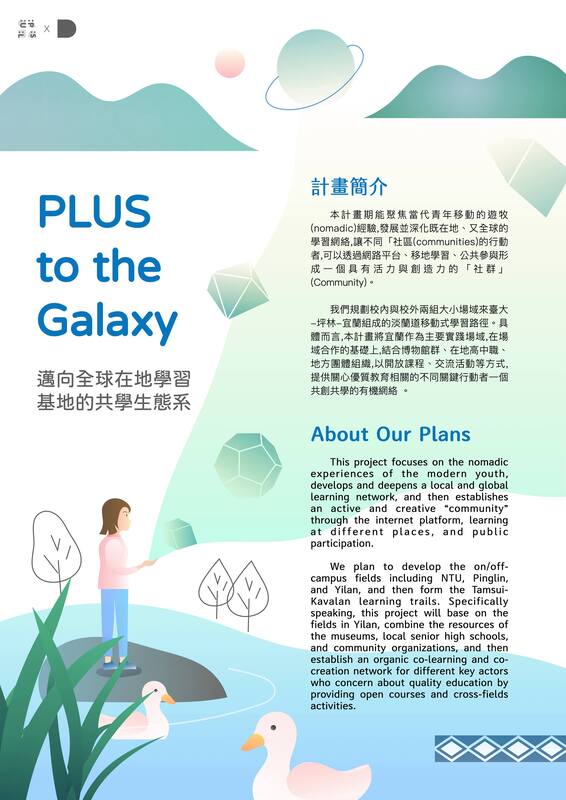 X
PLUS
to the
Galaxy
邁向全球在地學習
基地的共學生態系
計畫簡介
本計畫期能聚焦當代青年移動的遊牧
(nomadic)經驗,發展並深化既在地、又全球的
學習網絡,讓不同「社區(communities)的行動
者,可以透過網路平台、移地學習、公共參與形
成一個具有活力與創造力的「社群」
(Community)。
我們規劃校內與校外兩組大小場域來臺大
–坪林–宜蘭組成的淡蘭道移動式學習路徑。具
體而言,本計畫將宜蘭作為主要實踐場域,在場
域合作的基礎上,結合博物館群、在地高中職、
地方團體組織,以開放課程、交流活動等方式,
提供關心優質教育相關的不同關鍵行動者一個
共創共學的有機網絡 。
About Our Plans
This project focuses on the nomadic
experiences of the modern youth,
develops and deepens a local and global
learning network, and then establishes
an active and creative “community”
through the internet platform, learning
at different places, and public
participation.
We plan to develop the on/off-
campus fields including NTU, Pinglin,
and Yilan, and then form the Tamsui-
Kavalan learning trails. Specifically
speaking, this project will base on the
fields in Yilan, combine the resources of
the museums, local senior high schools,
and community organizations, and then
establish an organic co-learning and co-
creation network for different key actors
who concern about quality education by
providing open courses and cross-fields
activities.